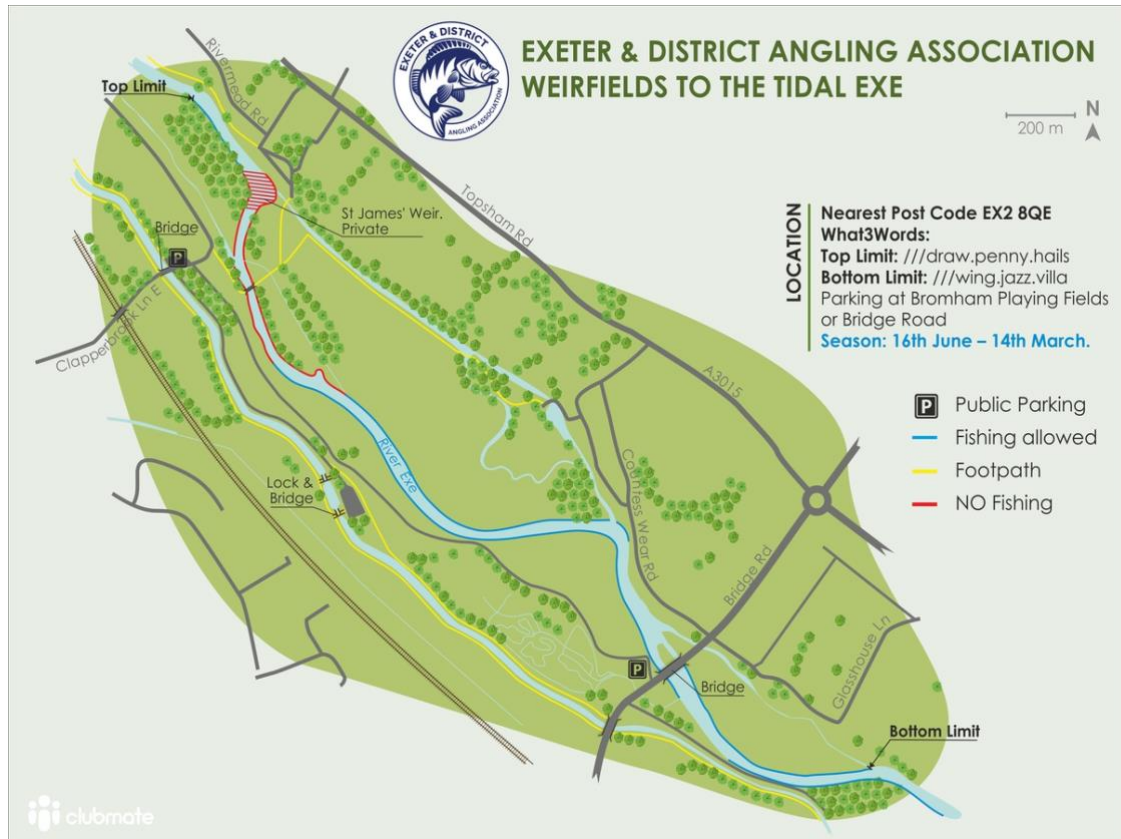 EXETER & DISTRICT
ANGLING ASSOCIATION
EXETER & DISTRICT ANGLING ASSOCIATION
WEIRFIELDS TO THE TIDAL EXE
200 m
N
LOCATION
Nearest Post Code EX2 8QE
What3Words:
Top Limit: ///draw.penny.hails
Bottom Limit: ///wing.jazz.villa
Parking at Bromham Playing Fields
or Bridge Road
Season: 16th June – 14th March.
P Public Parking
Fishing allowed
Footpath
NO Fishing
Top Limit
Rivermead Rd
Topsham Rd
St James' Weir.
Private
Bridge
P
Clapperbrook Ln E
A3015
River Exe
Lock &
Bridge
Countess Wear Rd
Bridge Rd
Glasshouse Ln
P
Bridge
Bottom Limit
clubmate